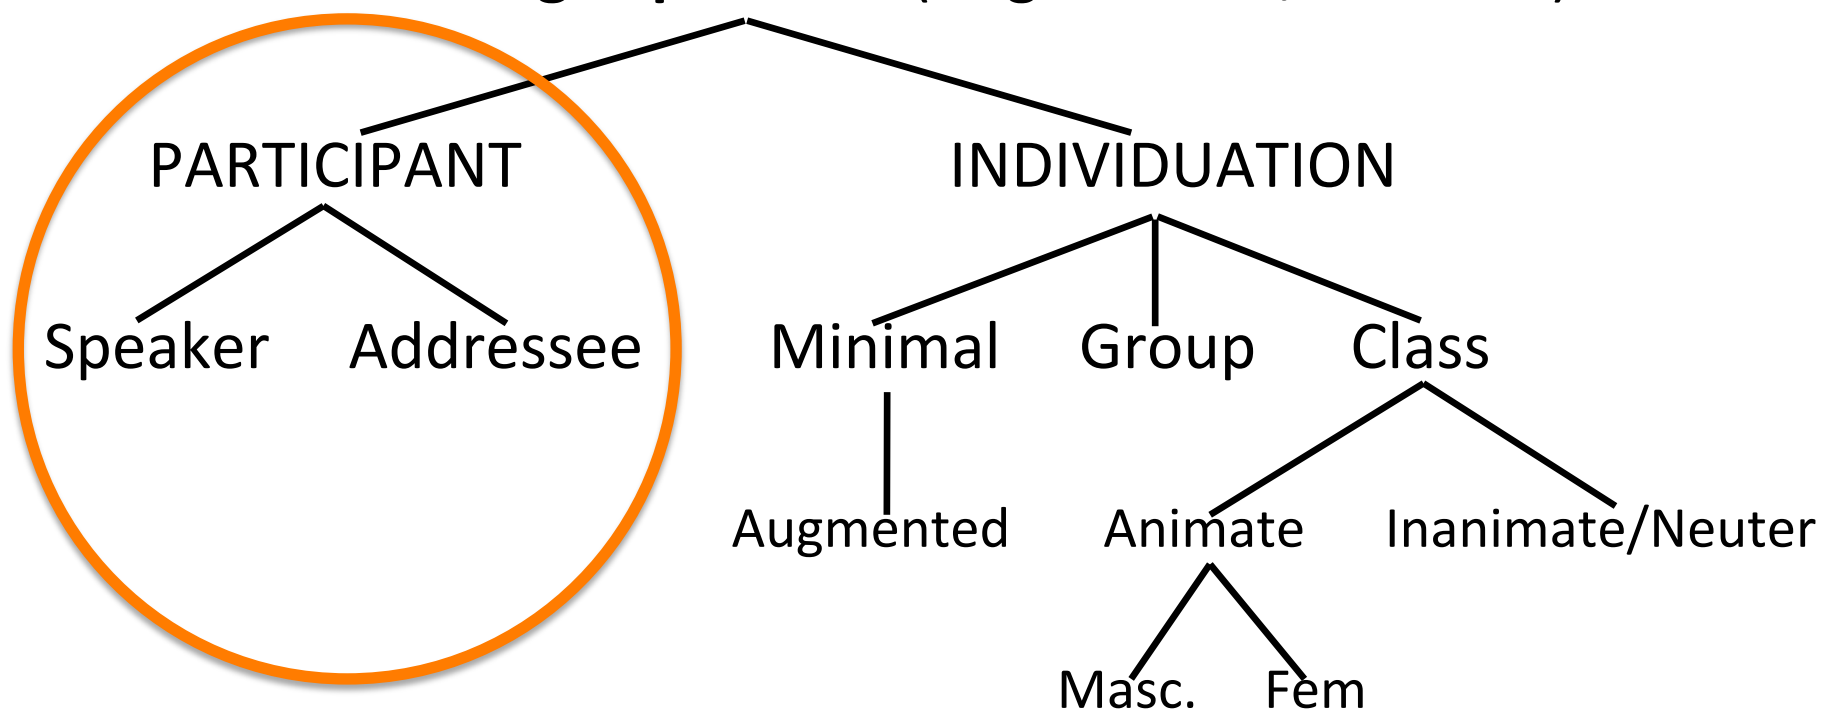 PARTICIPANT INDIVIDUATION
Speaker Addressee Minimal Group Class
Augmented Animate Inanimate/Neuter
Masc. Fem